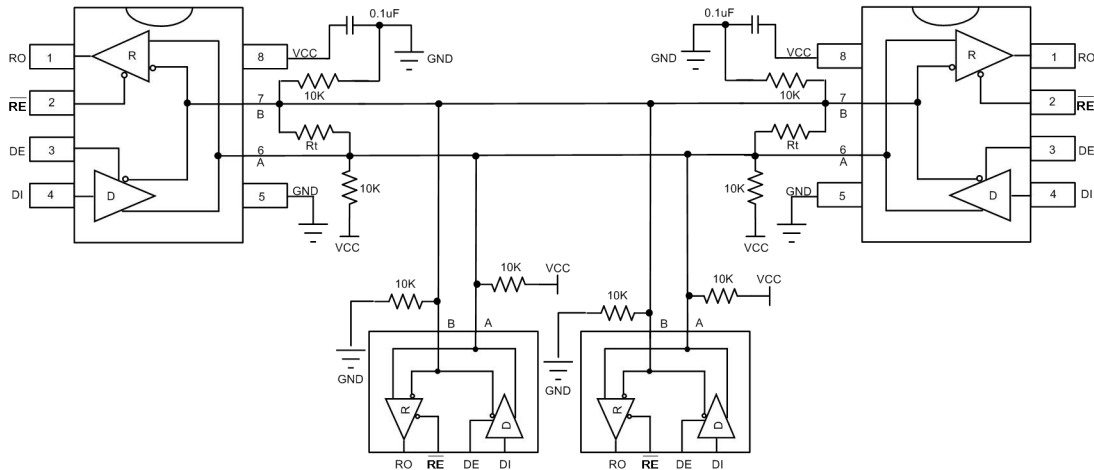 0.1uF
0.1uF
RO 1 R 8 VCC GND
GND VCC 8 R 1 RO
10K
10K
RE 2 7 B
7 B 2 RE
Rt
Rt
DE 3 6 A
6 A 3 DE
DI 4 D 5 GND 10K
10K GND 5 D 4 DI
VCC
VCC
10K VCC
10K VCC
10K
10K
B A
B A
GND
GND
R D
R D
RO RE DE DI
RO RE DE DI